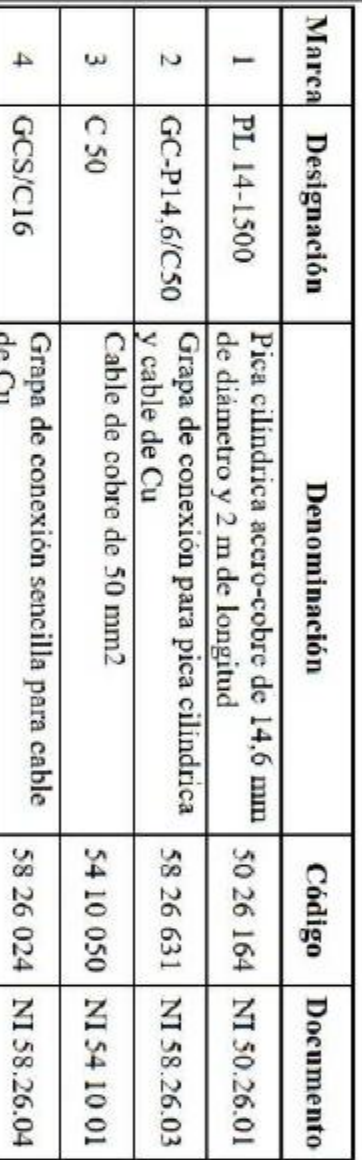 Marca Designación Denominación Código Documento
1 PL 14-1500 Pica cilíndrica acero-cobre de 14,6 mm de diámetro y 2 m de longitud 50 26 164 NI 50.26.01
2 GC-P14,6/C50 Grapa de conexión para pica cilíndrica y cable de Cu 58 26 631 NI 58.26.03
3 C 50 Cable de cobre de 50 mm2 54 10 050 NI 54 10 01
4 GCS/C16 Grapa de conexión sencilla para cable de Cu 58 26 024 NI 58.26.04